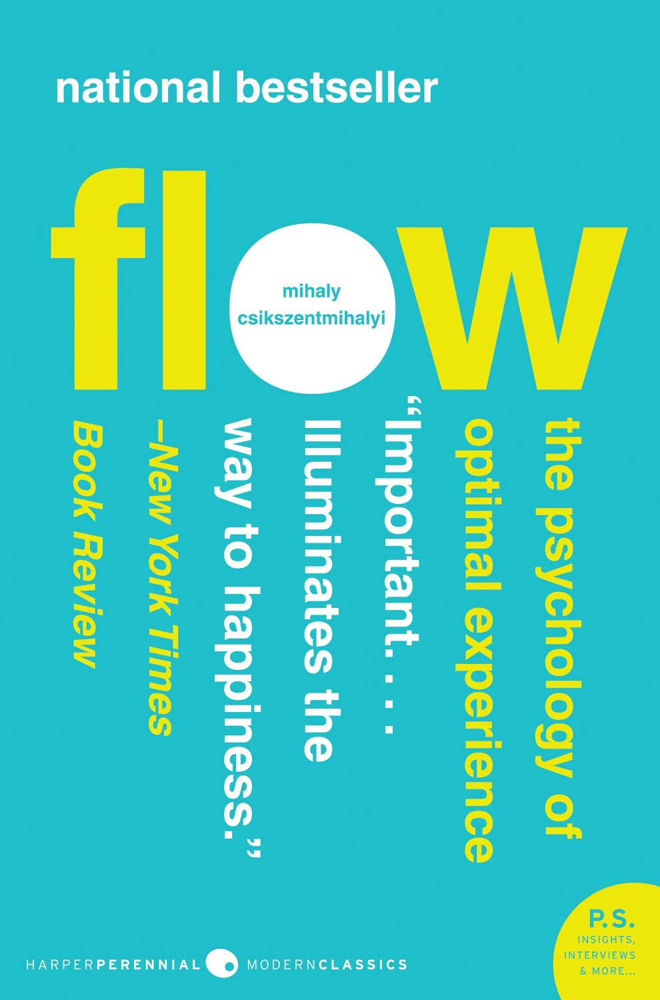 national bestseller
flow
mihaly
csikszentmihalyi
the psychology of
optimal experience
“Important. . . .
Illuminates the
way to happiness.”
—New York Times
Book Review
P.S.
INSIGHTS,
INTERVIEWS
& MORE...
HARPERPERENNIAL MODERNCLASSICS